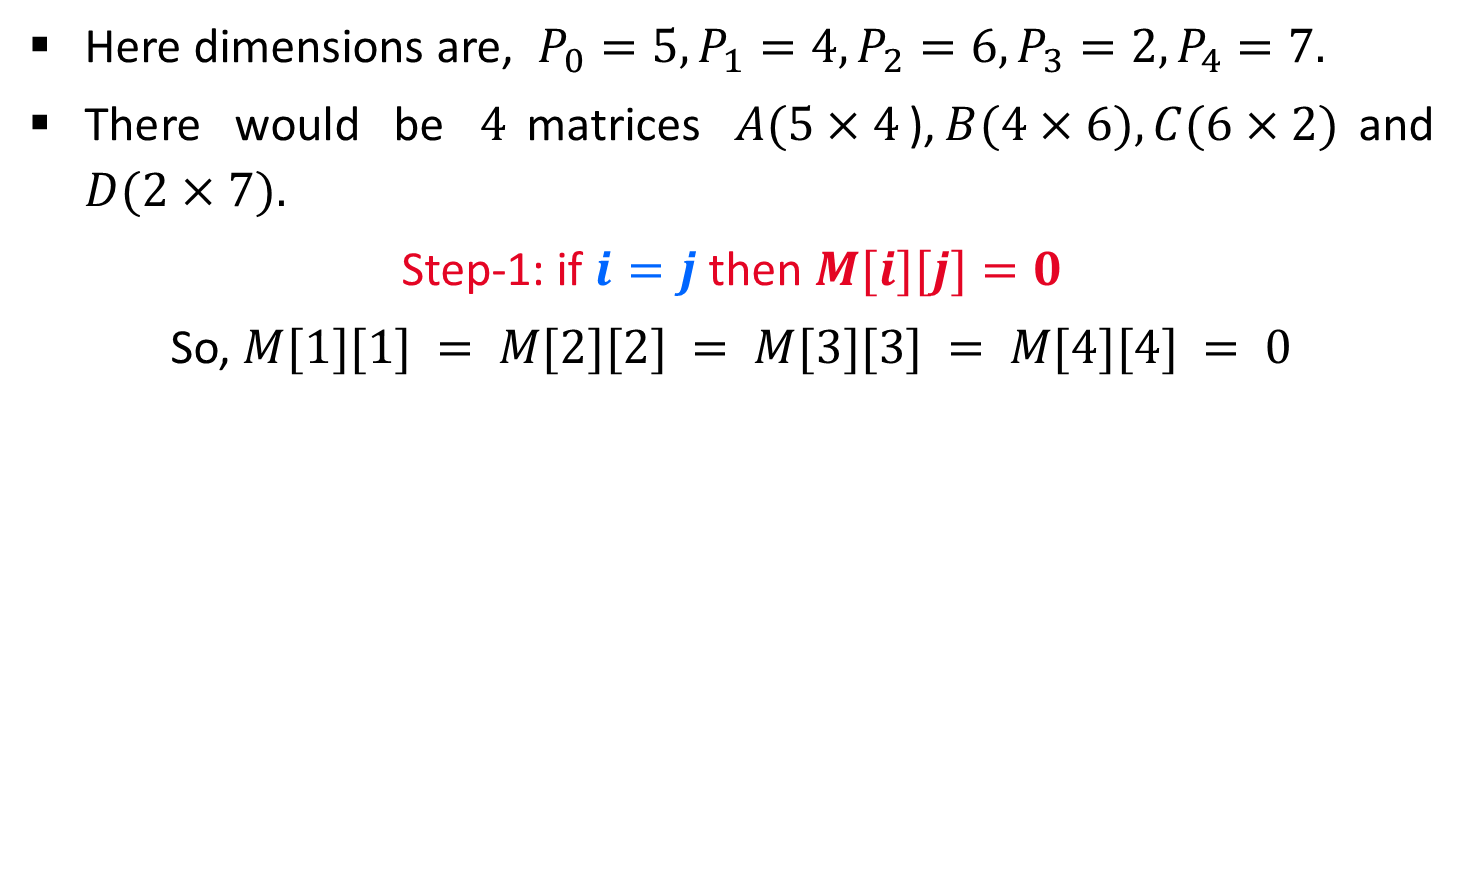 ▪ Here dimensions are, P₀ = 5, P₁ = 4, P₂ = 6, P₃ = 2, P₄ = 7.
▪ There would be 4 matrices A(5 × 4 ), B(4 × 6), C(6 × 2) and
D(2 × 7).
Step-1: if i = j then M[i][j] = 0
So, M[1][1] = M[2][2] = M[3][3] = M[4][4] = 0